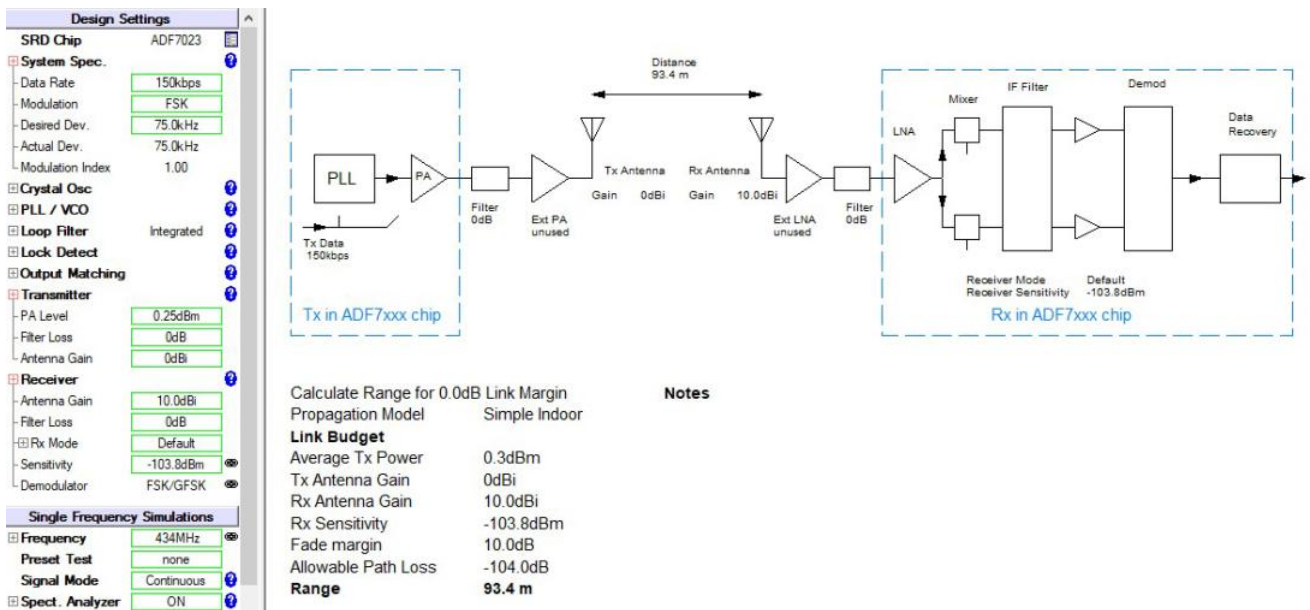 Design Settings
SRD Chip ADF7023
System Spec.
Data Rate 150kbps
Modulation FSK
Desired Dev. 75.0kHz
Actual Dev. 75.0kHz
Modulation Index 1.00
Crystal Osc
PLL / VCO
Loop Filter Integrated
Lock Detect
Output Matching
Transmitter
PA Level 0.25dBm
Filter Loss 0dB
Antenna Gain 0dBi
Receiver
Antenna Gain 10.0dBi
Filter Loss 0dB
Rx Mode Default
Sensitivity -103.8dBm
Demodulator FSK/GFSK
Single Frequency Simulations
Frequency 434MHz
Preset Test none
Signal Mode Continuous
Spect. Analyzer ON
Distance
93.4 m
PLL
PA
Tx Data
150kbps
Filter
0dB
Ext PA
unused
Tx Antenna
Gain 0dBi
Rx Antenna
Gain 10.0dBi
Ext LNA
unused
Filter
0dB
LNA
Mixer
IF Filter
Demod
Data
Recovery
Receiver Mode Default
Receiver Sensitivity -103.8dBm
Tx in ADF7xxx chip
Rx in ADF7xxx chip
Calculate Range for 0.0dB Link Margin
Notes
Propagation Model Simple Indoor
Link Budget
Average Tx Power 0.3dBm
Tx Antenna Gain 0dBi
Rx Antenna Gain 10.0dBi
Rx Sensitivity -103.8dBm
Fade margin 10.0dB
Allowable Path Loss -104.0dB
Range 93.4 m